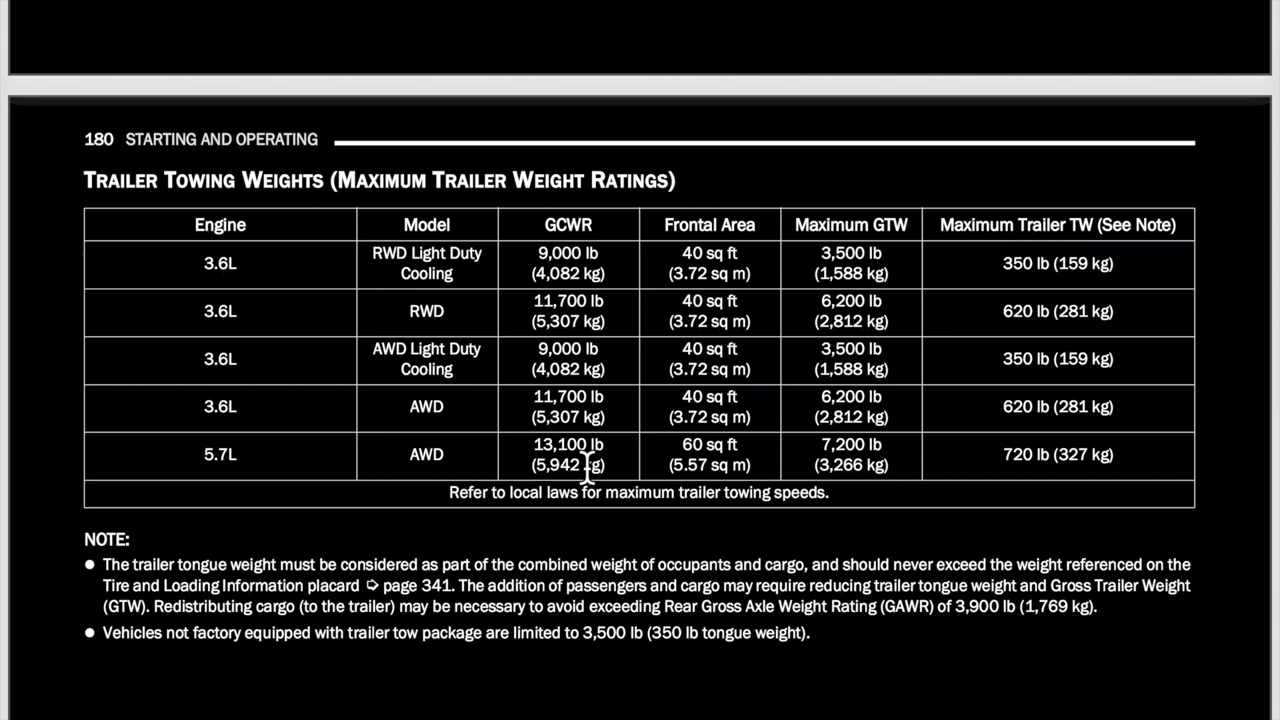 180 STARTING AND OPERATING
TRAILER TOWING WEIGHTS (MAXIMUM TRAILER WEIGHT RATINGS)
Engine Model GCWR Frontal Area Maximum GTW Maximum Trailer TW (See Note)
3.6L RWD Light Duty Cooling 9,000 lb (4,082 kg) 40 sq ft (3.72 sq m) 3,500 lb (1,588 kg) 350 lb (159 kg)
3.6L RWD 11,700 lb (5,307 kg) 40 sq ft (3.72 sq m) 6,200 lb (2,812 kg) 620 lb (281 kg)
3.6L AWD Light Duty Cooling 9,000 lb (4,082 kg) 40 sq ft (3.72 sq m) 3,500 lb (1,588 kg) 350 lb (159 kg)
3.6L AWD 11,700 lb (5,307 kg) 40 sq ft (3.72 sq m) 6,200 lb (2,812 kg) 620 lb (281 kg)
5.7L AWD 13,100 lb (5,942 kg) 60 sq ft (5.57 sq m) 7,200 lb (3,266 kg) 720 lb (327 kg)
Refer to local laws for maximum trailer towing speeds.
NOTE:
● The trailer tongue weight must be considered as part of the combined weight of occupants and cargo, and should never exceed the weight referenced on the
Tire and Loading Information placard ➩ page 341. The addition of passengers and cargo may require reducing trailer tongue weight and Gross Trailer Weight
(GTW). Redistributing cargo (to the trailer) may be necessary to avoid exceeding Rear Gross Axle Weight Rating (GAWR) of 3,900 lb (1,769 kg).
● Vehicles not factory equipped with trailer tow package are limited to 3,500 lb (350 lb tongue weight).